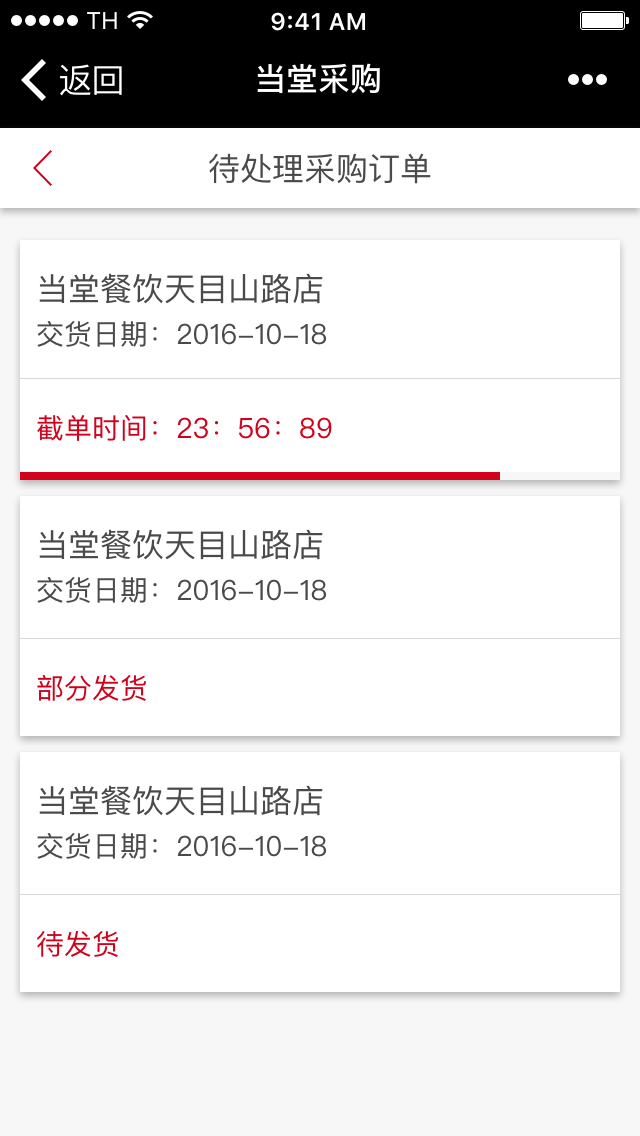 TH 9:41 AM
返回 当堂采购
待处理采购订单
当堂餐饮天目山路店
交货日期：2016-10-18
截单时间：23：56：89
当堂餐饮天目山路店
交货日期：2016-10-18
部分发货
当堂餐饮天目山路店
交货日期：2016-10-18
待发货